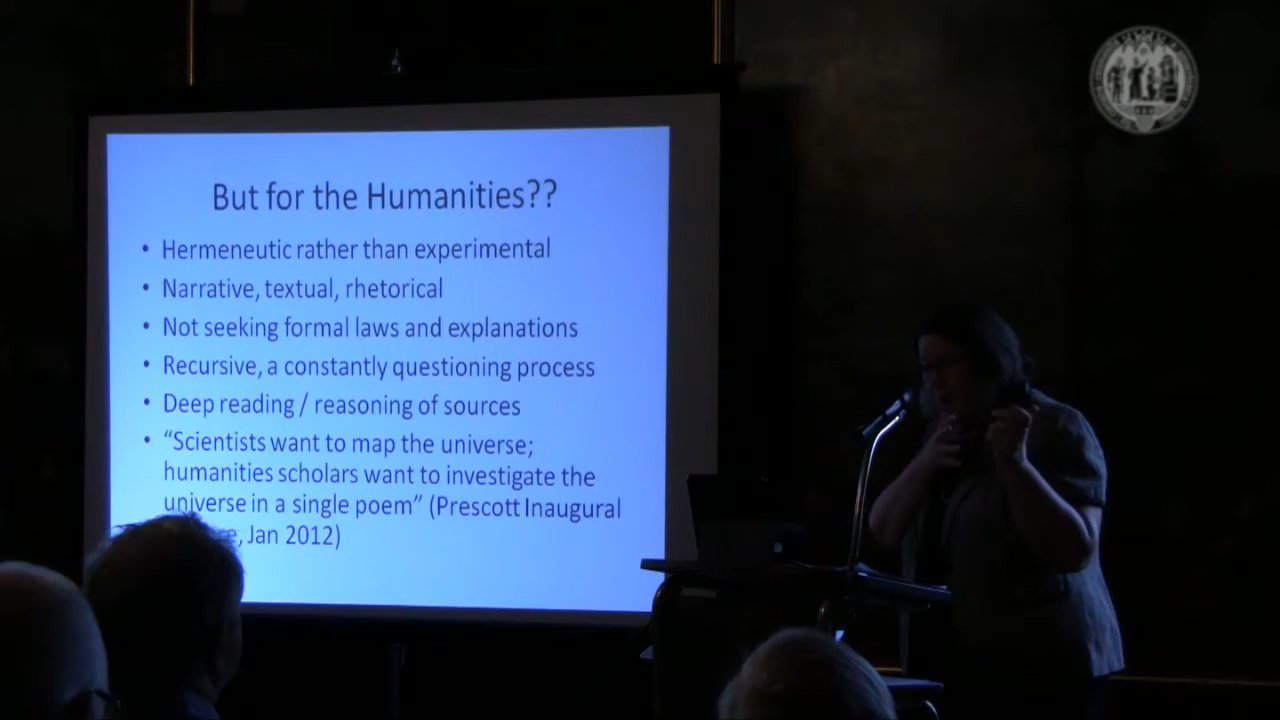 But for the Humanities??
• Hermeneutic rather than experimental
• Narrative, textual, rhetorical
• Not seeking formal laws and explanations
• Recursive, a constantly questioning process
• Deep reading / reasoning of sources
• “Scientists want to map the universe;
humanities scholars want to investigate the
universe in a single poem” (Prescott Inaugural
, Jan 2012)